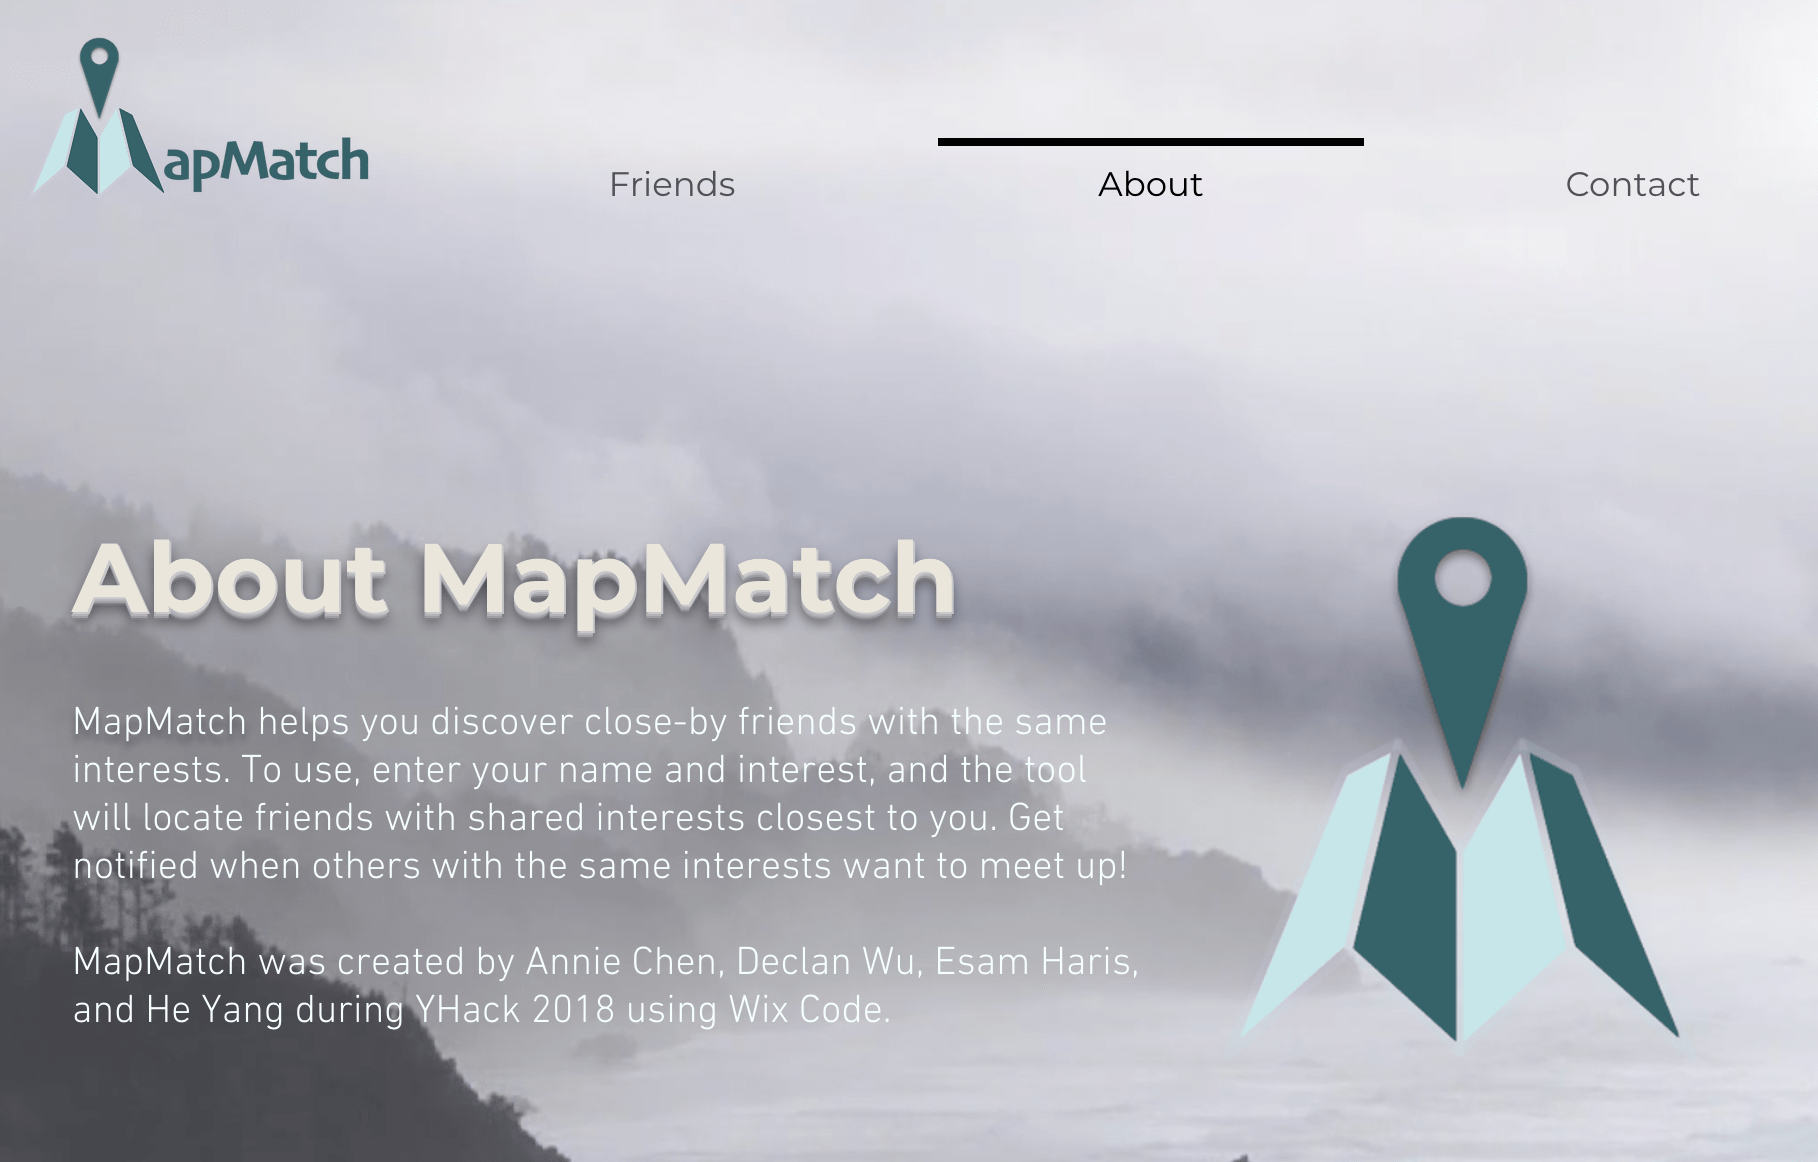 apMatch
Friends
About
Contact
About MapMatch
MapMatch helps you discover close-by friends with the same
interests. To use, enter your name and interest, and the tool
will locate friends with shared interests closest to you. Get
notified when others with the same interests want to meet up!
MapMatch was created by Annie Chen, Declan Wu, Esam Haris,
and He Yang during YHack 2018 using Wix Code.